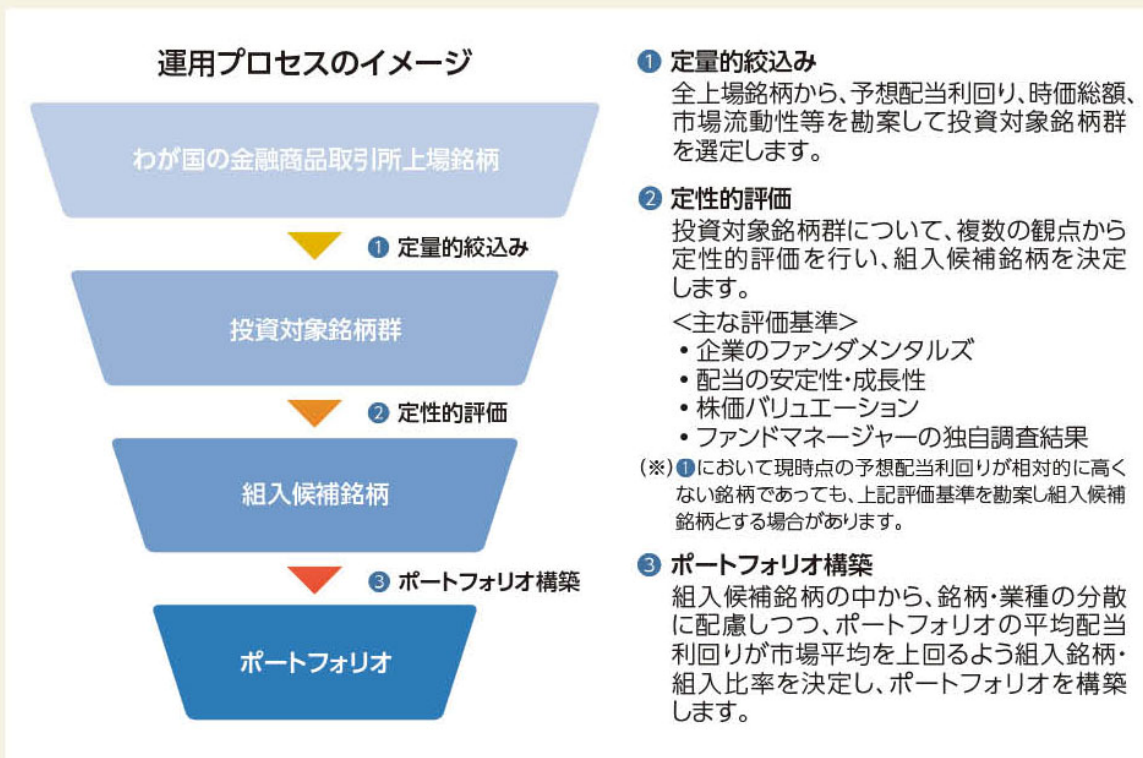 運用プロセスのイメージ
わが国の金融商品取引所上場銘柄
❶ 定量的絞込み
投資対象銘柄群
❷ 定性的評価
組入候補銘柄
❸ ポートフォリオ構築
ポートフォリオ
❶ 定量的絞込み
全上場銘柄から、予想配当利回り、時価総額、
市場流動性等を勘案して投資対象銘柄群
を選定します。
❷ 定性的評価
投資対象銘柄群について、複数の観点から
定性的評価を行い、組入候補銘柄を決定
します。
＜主な評価基準＞
• 企業のファンダメンタルズ
• 配当の安定性・成長性
• 株価バリュエーション
• ファンドマネージャーの独自調査結果
(※)❶において現時点の予想配当利回りが相対的に高く
ない銘柄であっても、上記評価基準を勘案し組入候補
銘柄とする場合があります。
❸ ポートフォリオ構築
組入候補銘柄の中から、銘柄・業種の分散
に配慮しつつ、ポートフォリオの平均配当
利回りが市場平均を上回るよう組入銘柄・
組入比率を決定し、ポートフォリオを構築
します。